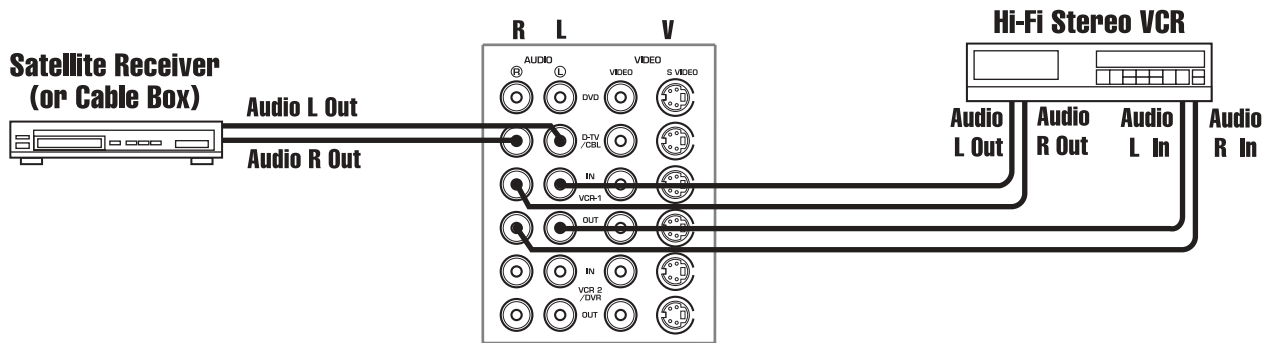 Satellite Receiver
(or Cable Box)
Audio L Out
Audio R Out
R L V
AUDIO VIDEO
R L VIDEO S VIDEO
DVD
D-TV
/CBL
IN
VCR-1
OUT
IN
VCR 2
/DVR
OUT
Hi-Fi Stereo VCR
Audio
L Out
Audio
R Out
Audio
L In
Audio
R In